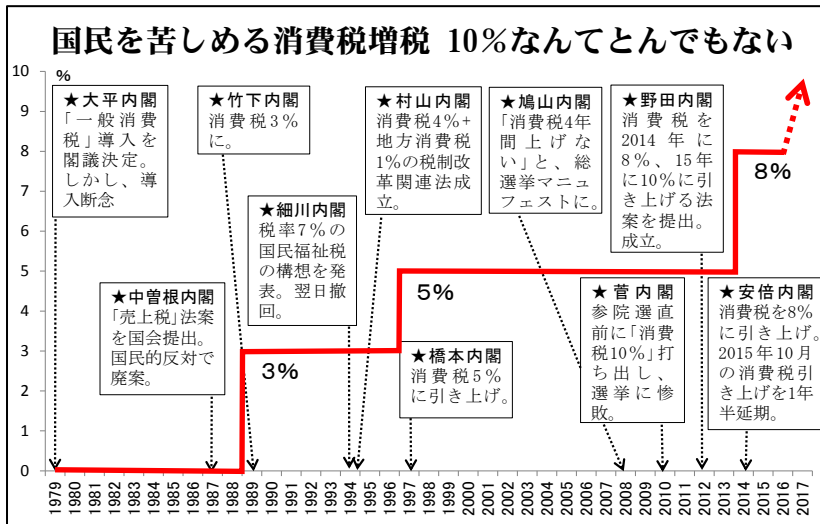 国民を苦しめる消費税増税 10%なんてとんでもない
%
10
9
8
7
6
5
4
3
2
1
0
★大平内閣
「一般消費
税」導入を
閣議決定。
しかし、導
入断念
★竹下内閣
消費税3%
に。
★村山内閣
消費税4%+
地方消費税
1%の税制改
革関連法成
立。
★鳩山内閣
「消費税4年
間上げな
い」と、総
選挙マニュ
フェストに。
★野田内閣
消費税を
2014年に
8%、15年
に10%に引
き上げる法
案を提出。
成立。
8%
★細川内閣
税率7%の
国民福祉税
の構想を発
表。翌日撤
回。
★中曽根内閣
「売上税」法案
を国会提出。
国民的反対で
廃案。
3%
5%
★橋本内閣
消費税5%
に引き上げ。
★菅内閣
参院選直
前に「消費
税10%」打
ち出し、
選挙に惨
敗。
★安倍内閣
消費税を8%
に引き上げ。
2015年10月
の消費税引
き上げを1年
半延期。
1979
1980
1981
1982
1983
1984
1985
1986
1987
1988
1989
1990
1991
1992
1993
1994
1995
1996
1997
1998
1999
2000
2001
2002
2003
2004
2005
2006
2007
2008
2009
2010
2011
2012
2013
2014
2015
2016
2017